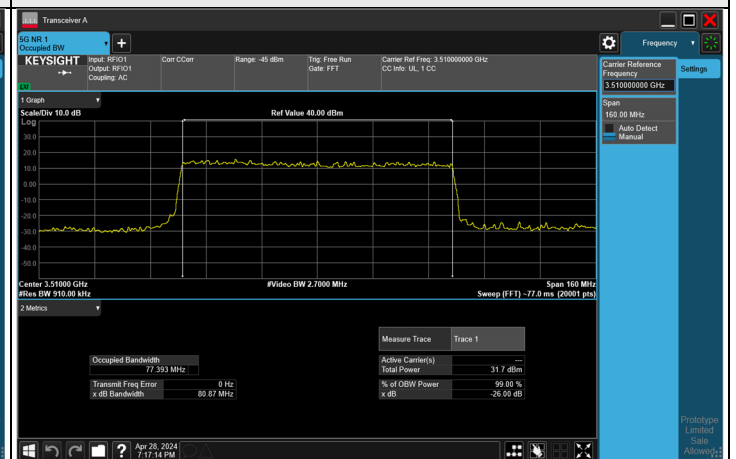 Transceiver A
5G NR 1
Occupied BW
Frequency
KEYSIGHT
Input: RFIO1
Output: RFIO1
Coupling: AC
Corr CCorr
Range: -45 dBm
Trig: Free Run
Gate: FFT
Carrier Ref Freq: 3.510000000 GHz
CC Info: UL, 1 CC
Carrier Reference
Frequency
3.510000000 GHz
Settings
Span
160.00 MHz
Auto Detect
Manual
1 Graph
Scale/Div 10.0 dB
Ref Value 40.00 dBm
Log
30.0
20.0
10.0
0.00
-10.0
-20.0
-30.0
-40.0
-50.0
Center 3.51000 GHz
#Video BW 2.7000 MHz
Span 160 MHz
#Res BW 910.00 kHz
Sweep (FFT) ~77.0 ms (20001 pts)
2 Metrics
Measure Trace
Trace 1
Occupied Bandwidth
77.393 MHz
Active Carrier(s)
---
Total Power
31.7 dBm
Transmit Freq Error
0 Hz
x dB Bandwidth
80.87 MHz
% of OBW Power
99.00 %
x dB
-26.00 dB
Prototype
Limited
Sale
Allowed
?
Apr 28, 2024
7:17:14 PM